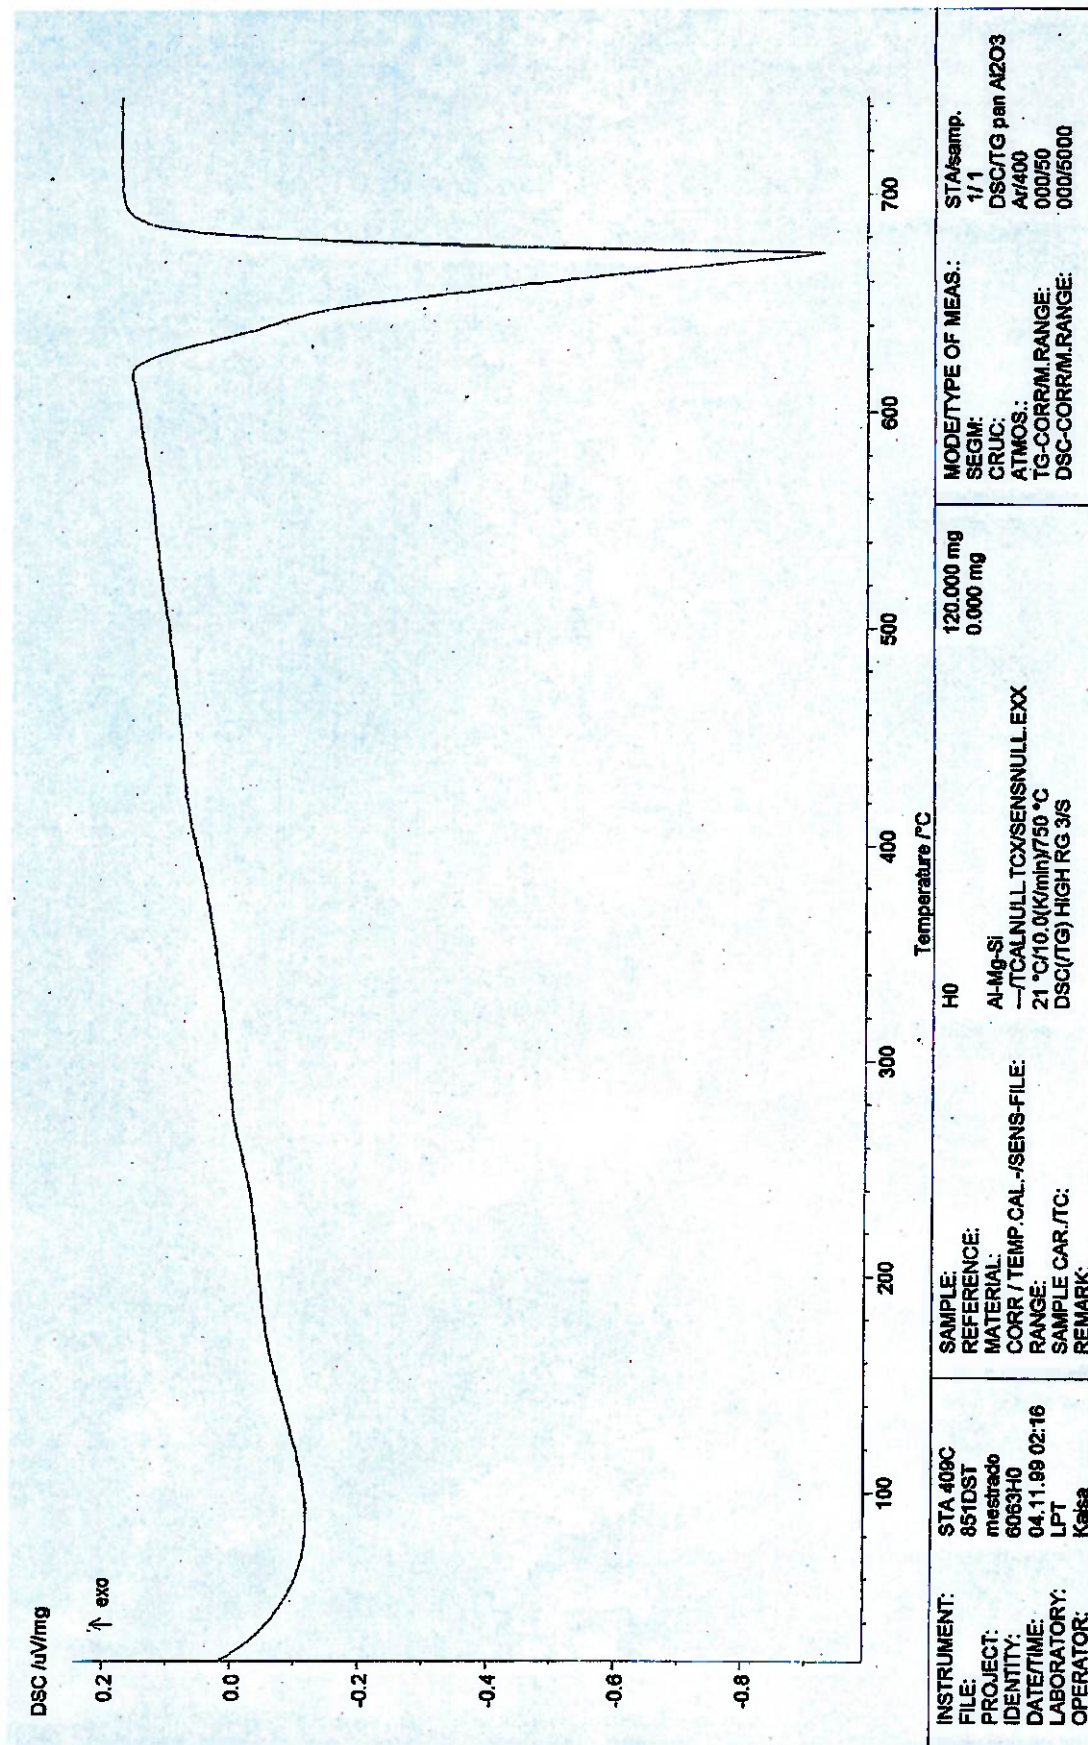 DSC /uV/mg
↑ exo
0.2
0.0
-0.2
-0.4
-0.6
-0.8
100
200
300
400
500
600
700
Temperature /°C
INSTRUMENT: STA 409C
FILE: 851DST
PROJECT: mestrado
IDENTITY: 6063H0
DATE/TIME: 04.11.99 02:16
LABORATORY: LPT
OPERATOR:
SAMPLE: H0 120.000 mg
REFERENCE: 0.000 mg
MATERIAL: Al-Mg-Si
CORR / TEMP.CAL.-/SENS-FILE: ---/TCALNULL.TCX/SENSNULL.EXX
RANGE: 21 °C/10.0(K/min)/750 °C
SAMPLE CAR./TC: DSC(/TG) HIGH RG 3/S
REMARK:
MODE/TYPE OF MEAS.: STA/samp.
SEGM: 1/ 1
CRUC: DSC/TG pan Al2O3
ATMOS.: Ar/400
TG-CORR/M.RANGE: 000/50
DSC-CORR/M.RANGE: 000/5000